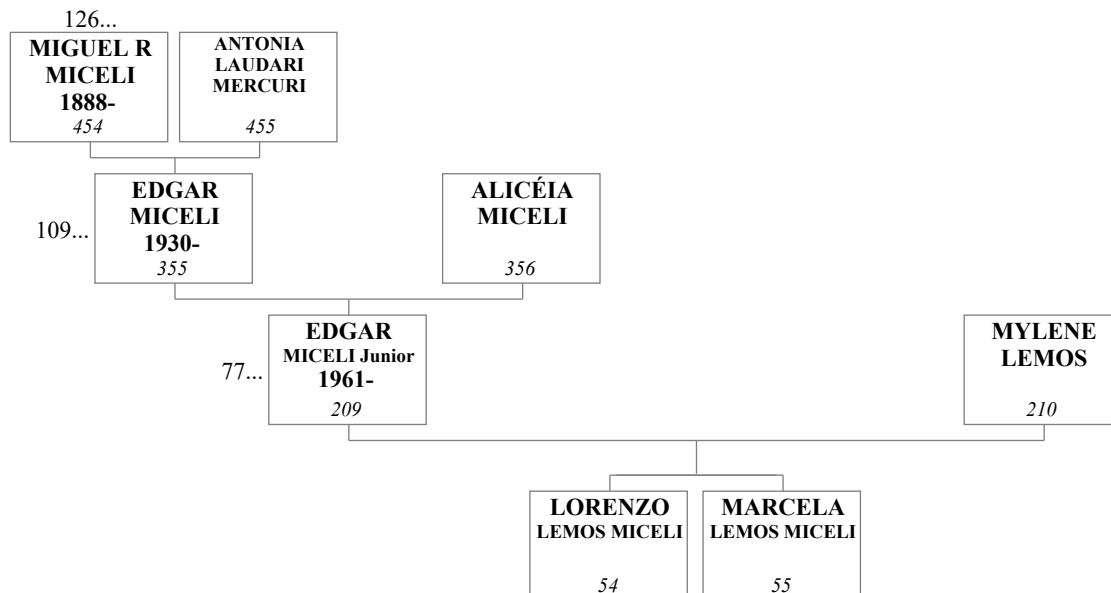 126...
MIGUEL R
MICELI
1888-
454
ANTONIA
LAUDARI
MERCURI
455
109...
EDGAR
MICELI
1930-
355
ALICÉIA
MICELI
356
77...
EDGAR
MICELI Junior
1961-
209
MYLENE
LEMOS
210
LORENZO
LEMOS MICELI
54
MARCELA
LEMOS MICELI
55